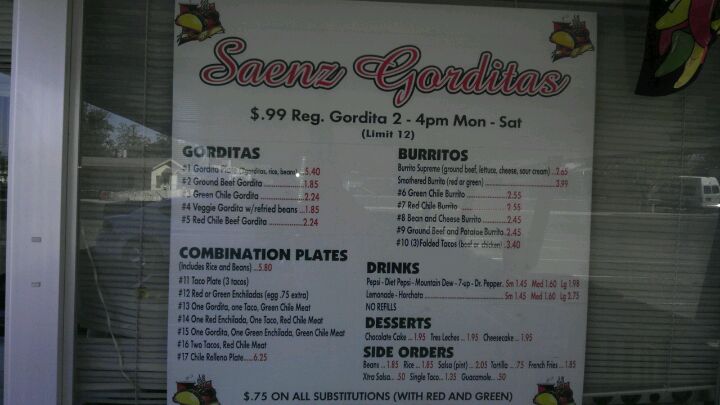 Saenz Gorditas
$.99 Reg. Gordita 2 - 4pm Mon - Sat
(Limit 12)
GORDITAS
#1 Gordita Plate (2gorditas, rice, beans) ...5.40
#2 Ground Beef Gordita ...........1.85
#3 Green Chile Gordita ...........2.24
#4 Veggie Gordita w/refried beans ...1.85
#5 Red Chile Beef Gordita ..........2.24
BURRITOS
Burrito Supreme (ground beef, lettuce, cheese, sour cream) ..2.65
Smothered Burrito (red or green) ..................3.99
#6 Green Chile Burrito ..............2.55
#7 Red Chile Burrito ........ 2.55
#8 Bean and Cheese Burrito ....2.45
#9 Ground Beef and Patatoe Burrito .2.45
#10 (3)Folded Tacos (beef or chicken) .3.40
COMBINATION PLATES
(Includes Rice and Beans) ...5.80
#11 Taco Plate (3 tacos)
#12 Red or Green Enchiladas (egg .75 extra)
#13 One Gordita, one Taco, Green Chile Meat
#14 One Red Enchilada, One Taco, Red Chile Meat
#15 One Gordita, One Green Enchilada, Green Chile Meat
#16 Two Tacos, Red Chile Meat
#17 Chile Relleno Plate.....6.25
DRINKS
Pepsi - Diet Pepsi - Mountain Dew - 7-up - Dr. Pepper. Sm 1.45 Med 1.60 Lg 1.98
Lemonade - Horchata ........................ Sm 1.45 Med 1.60 Lg 2.75
NO REFILLS
DESSERTS
Chocolate Cake .. 1.95 Tres Leches .. 1.95 Cheesecake .. 1.95
SIDE ORDERS
Beans ... 1.85 Rice .. 1.85 Salsa (pint) .. 2.05 Tortilla ... .75 French Fries .. 1.85
Xtra Salsa.. .50 Single Taco... 1.35 Guacamole.. .50
$.75 ON ALL SUBSTITUTIONS (WITH RED AND GREEN)